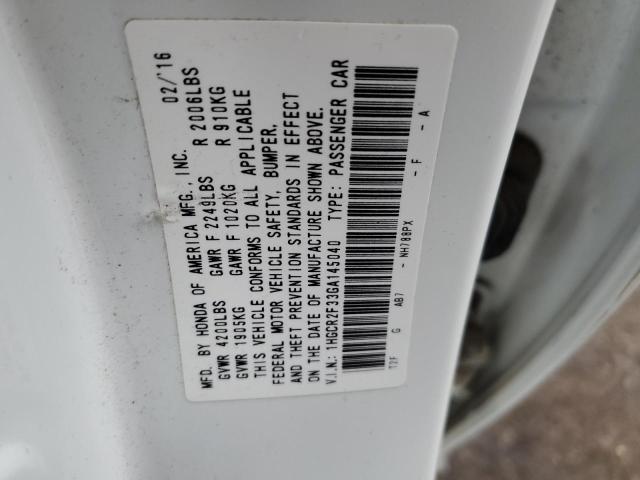 MFD. BY HONDA OF AMERICA MFG., INC. 02/'16
GVWR 4200LBS GAWR F 2249LBS R 2006LBS
GVWR 1905KG GAWR F 1020KG R 910KG
THIS VEHICLE CONFORMS TO ALL APPLICABLE
FEDERAL MOTOR VEHICLE SAFETY, BUMPER,
AND THEFT PREVENTION STANDARDS IN EFFECT
ON THE DATE OF MANUFACTURE SHOWN ABOVE.
V.I.N.: 1HGCR2F33GA145040 TYPE: PASSENGER CAR
T2F G AB7 - NH788PX - F - A